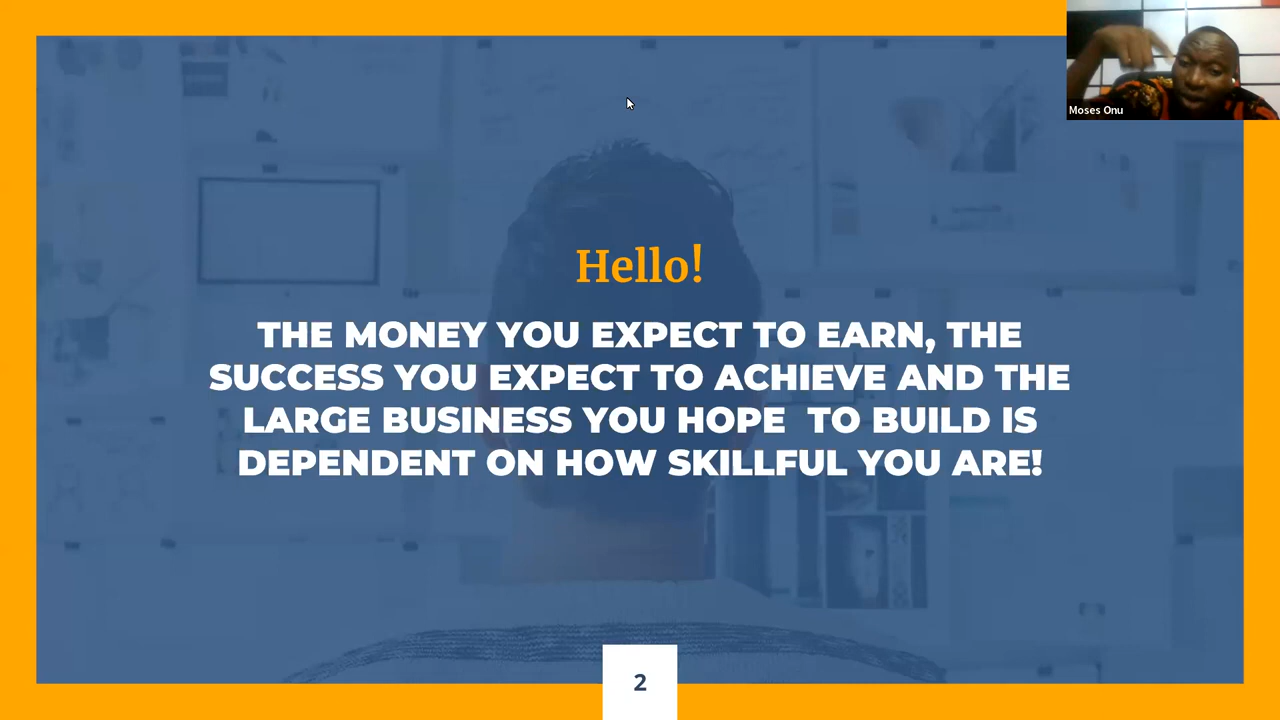 Moses Onu
Hello!
THE MONEY YOU EXPECT TO EARN, THE
SUCCESS YOU EXPECT TO ACHIEVE AND THE
LARGE BUSINESS YOU HOPE  TO BUILD IS
DEPENDENT ON HOW SKILLFUL YOU ARE!
2